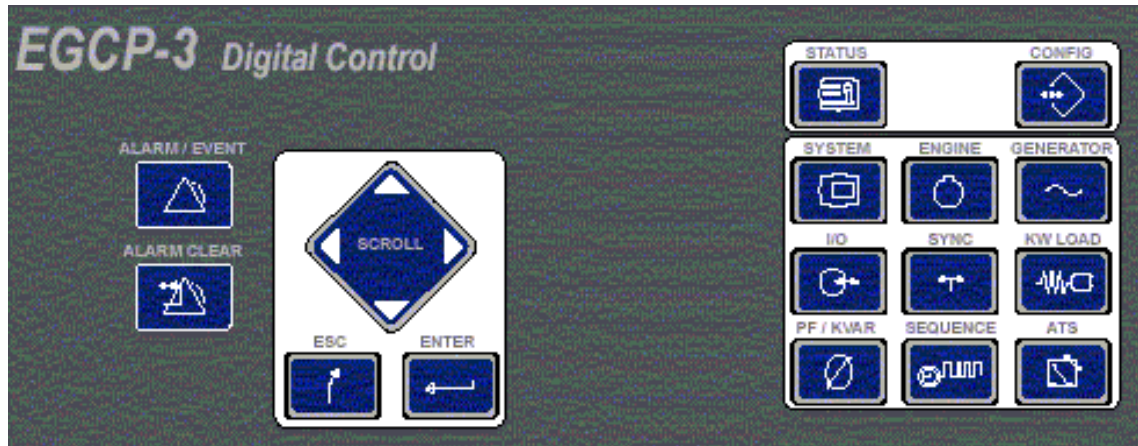 EGCP-3 Digital Control
STATUS
CONFIG
ALARM / EVENT
SYSTEM
ENGINE
GENERATOR
SCROLL
ALARM CLEAR
I/O
SYNC
KW LOAD
ESC
ENTER
PF / KVAR
SEQUENCE
ATS